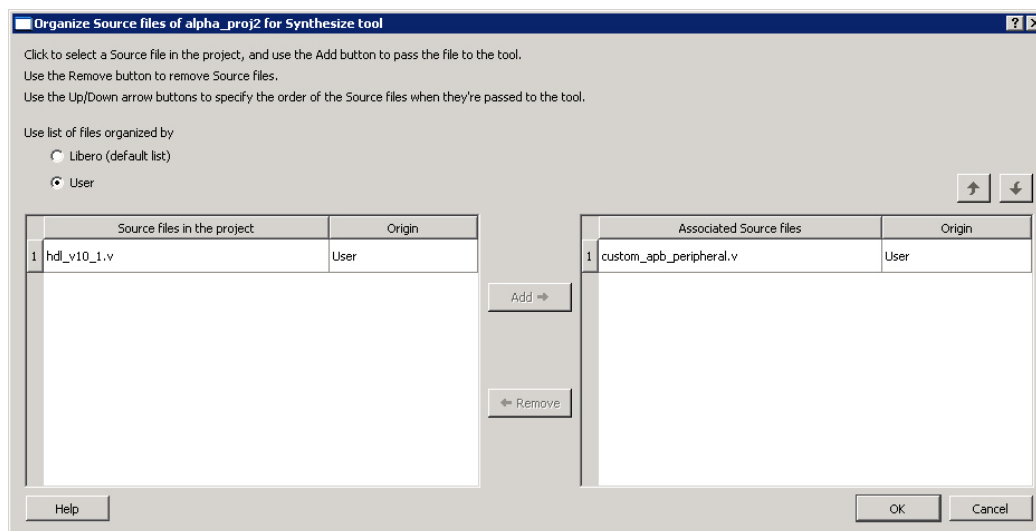 Organize Source files of alpha_proj2 for Synthesize tool
Click to select a Source file in the project, and use the Add button to pass the file to the tool.
Use the Remove button to remove Source files.
Use the Up/Down arrow buttons to specify the order of the Source files when they're passed to the tool.
Use list of files organized by
Libero (default list)
User
Source files in the project Origin
1 hdl_v10_1.v User
Add
Remove
Associated Source files Origin
1 custom_apb_peripheral.v User
Help
OK
Cancel